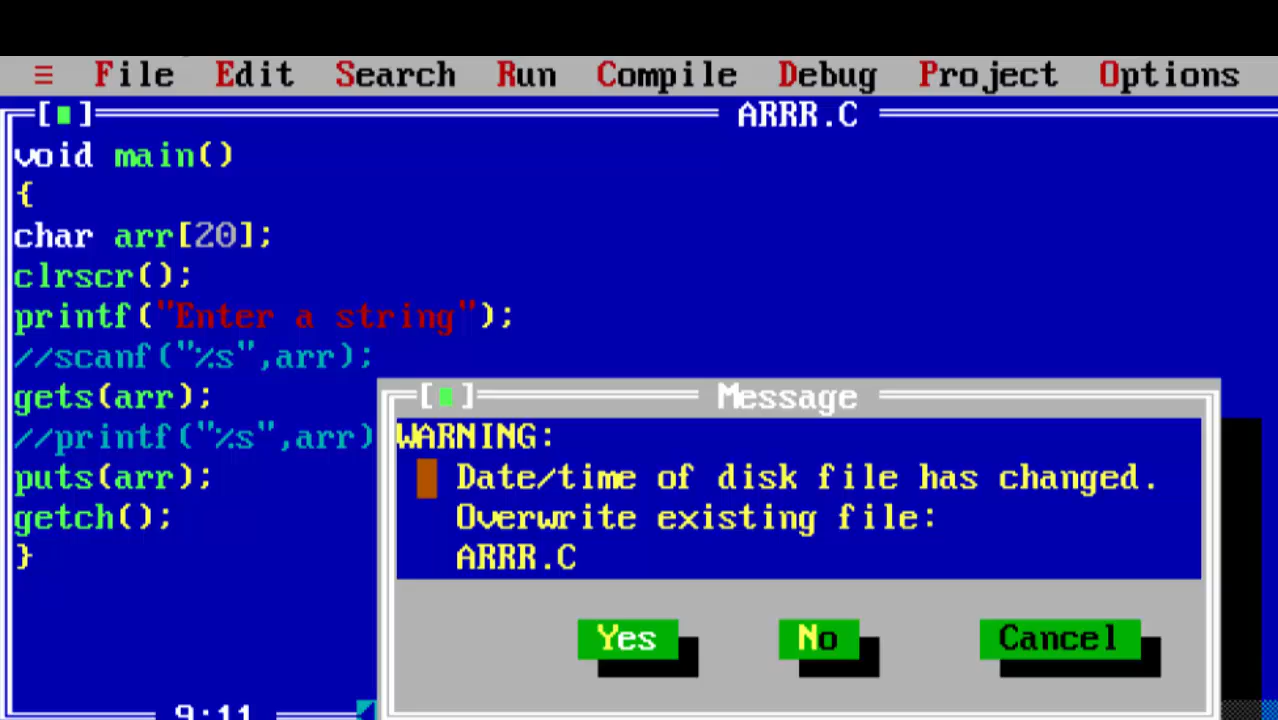 ≡ File Edit Search Run Compile Debug Project Options
[■] ARRR.C
void main()
{
char arr[20];
clrscr();
printf("Enter a string");
//scanf("%s",arr);
gets(arr);
//printf("%s",arr)
puts(arr);
getch();
}
[■] Message
WARNING:
Date/time of disk file has changed.
Overwrite existing file:
ARRR.C
Yes No Cancel
9:11